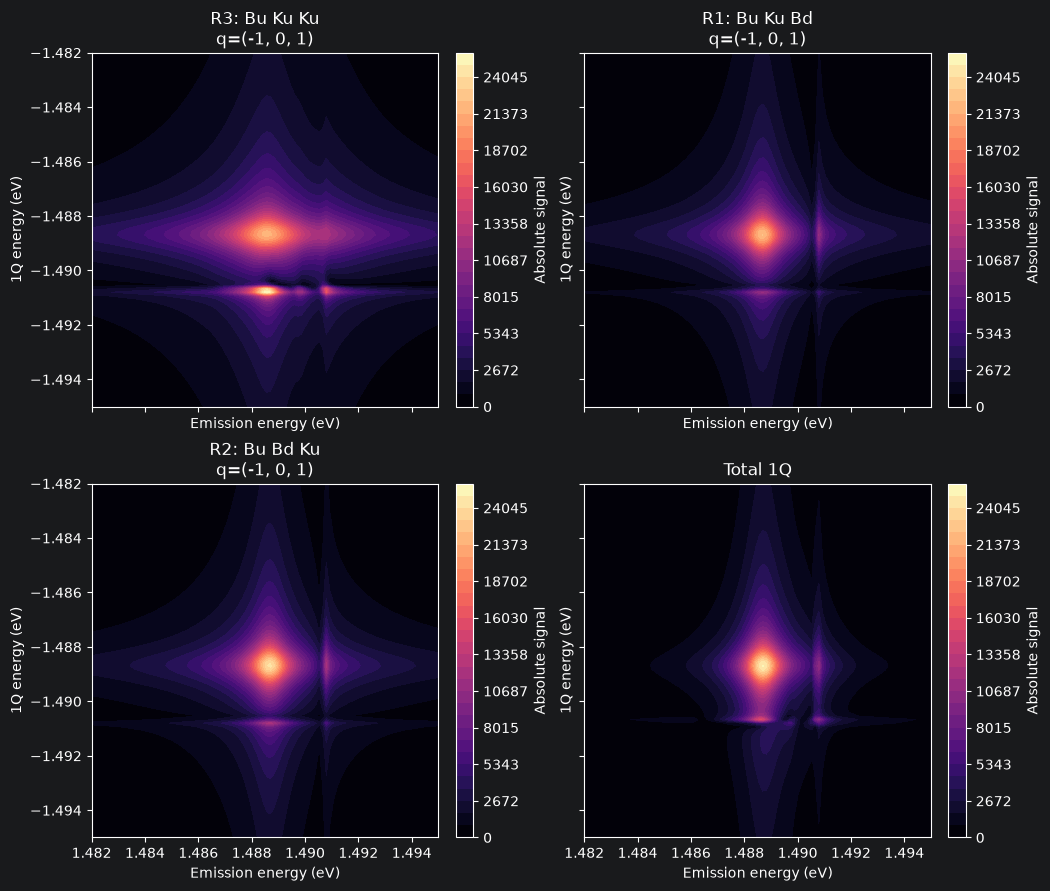 R3: Bu Ku Ku
q=(-1, 0, 1)
−1.482
−1.484
−1.486
−1.488
−1.490
−1.492
−1.494
1Q energy (eV)
Emission energy (eV)
24045
21373
18702
16030
13358
10687
8015
5343
2672
0
Absolute signal
R1: Bu Ku Bd
q=(-1, 0, 1)
1Q energy (eV)
Emission energy (eV)
24045
21373
18702
16030
13358
10687
8015
5343
2672
0
Absolute signal
R2: Bu Bd Ku
q=(-1, 0, 1)
−1.482
−1.484
−1.486
−1.488
−1.490
−1.492
−1.494
1Q energy (eV)
1.482 1.484 1.486 1.488 1.490 1.492 1.494
Emission energy (eV)
24045
21373
18702
16030
13358
10687
8015
5343
2672
0
Absolute signal
Total 1Q
1Q energy (eV)
1.482 1.484 1.486 1.488 1.490 1.492 1.494
Emission energy (eV)
24045
21373
18702
16030
13358
10687
8015
5343
2672
0
Absolute signal